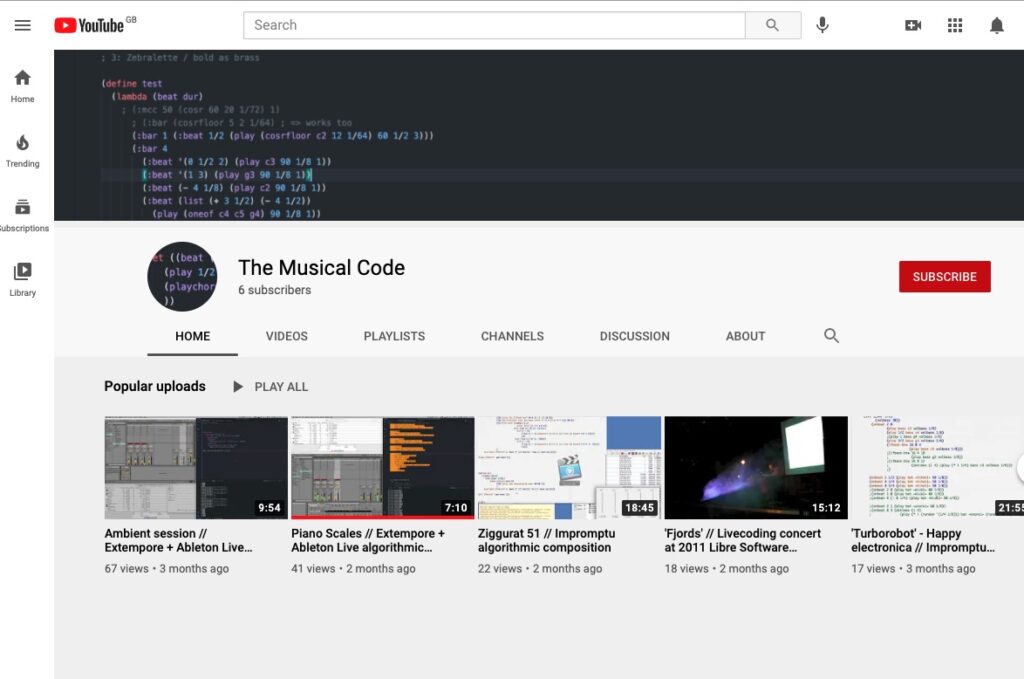 YouTube GB
Search
Home
Trending
Subscriptions
Library
; 3: Zebralette / bold as brass
(define test
(lambda (beat dur)
; (:mcc 50 (cosr 60 20 1/72) 1)
; (:bar (cosrfloor 5 2 1/64) ; => works too
(:bar 1 (:beat 1/2 (play (cosrfloor c2 12 1/64) 60 1/2 3)))
(:bar 4
(:beat '(0 1/2 2) (play c3 90 1/8 1))
(:beat '(1 3) (play g3 90 1/8 1))
(:beat (- 4 1/8) (play c2 90 1/8 1))
(:beat (list (+ 3 1/2) (- 4 1/2))
(play (oneof c4 c5 g4) 90 1/8 1))
et ((beat
(play 1/2
(playchor
))
The Musical Code
6 subscribers
SUBSCRIBE
HOME
VIDEOS
PLAYLISTS
CHANNELS
DISCUSSION
ABOUT
Popular uploads
PLAY ALL
9:54
7:10
18:45
15:12
21:55
Ambient session //
Extempore + Ableton Live…
67 views • 3 months ago
Piano Scales // Extempore +
Ableton Live algorithmic…
41 views • 2 months ago
Ziggurat 51 // Impromptu
algorithmic composition
22 views • 2 months ago
'Fjords' // Livecoding concert
at 2011 Libre Software…
18 views • 2 months ago
'Turborobot' - Happy
electronica // Impromptu…
17 views • 3 months ago